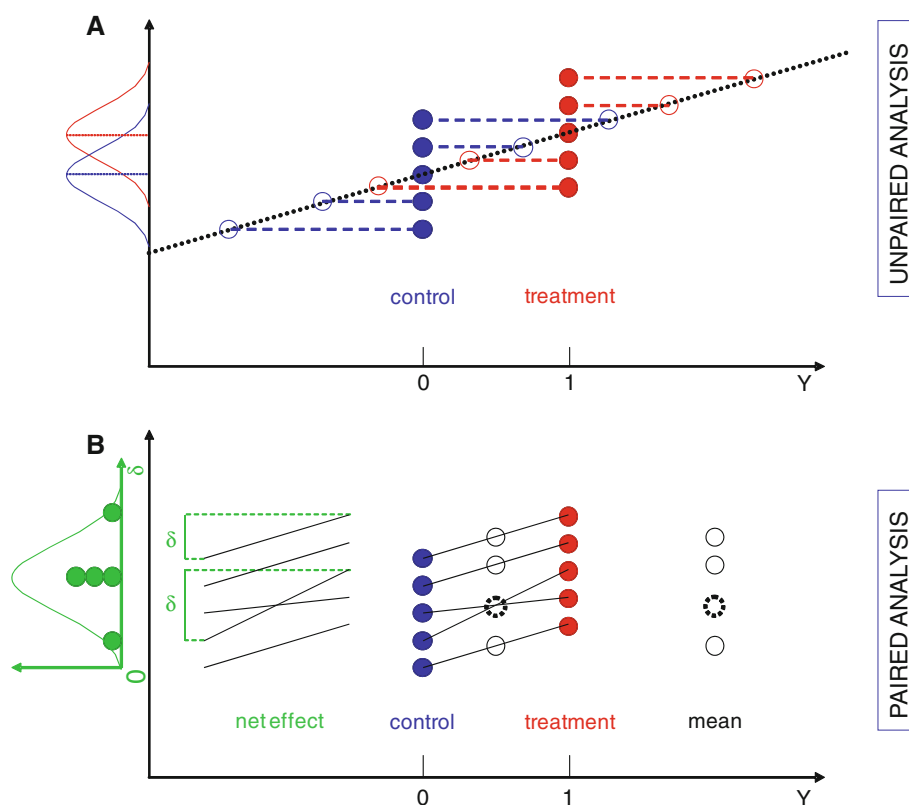 A
UNPAIRED ANALYSIS
control treatment
0 1 Y
B
δ
δ
δ
0
PAIRED ANALYSIS
net effect control treatment mean
0 1 Y